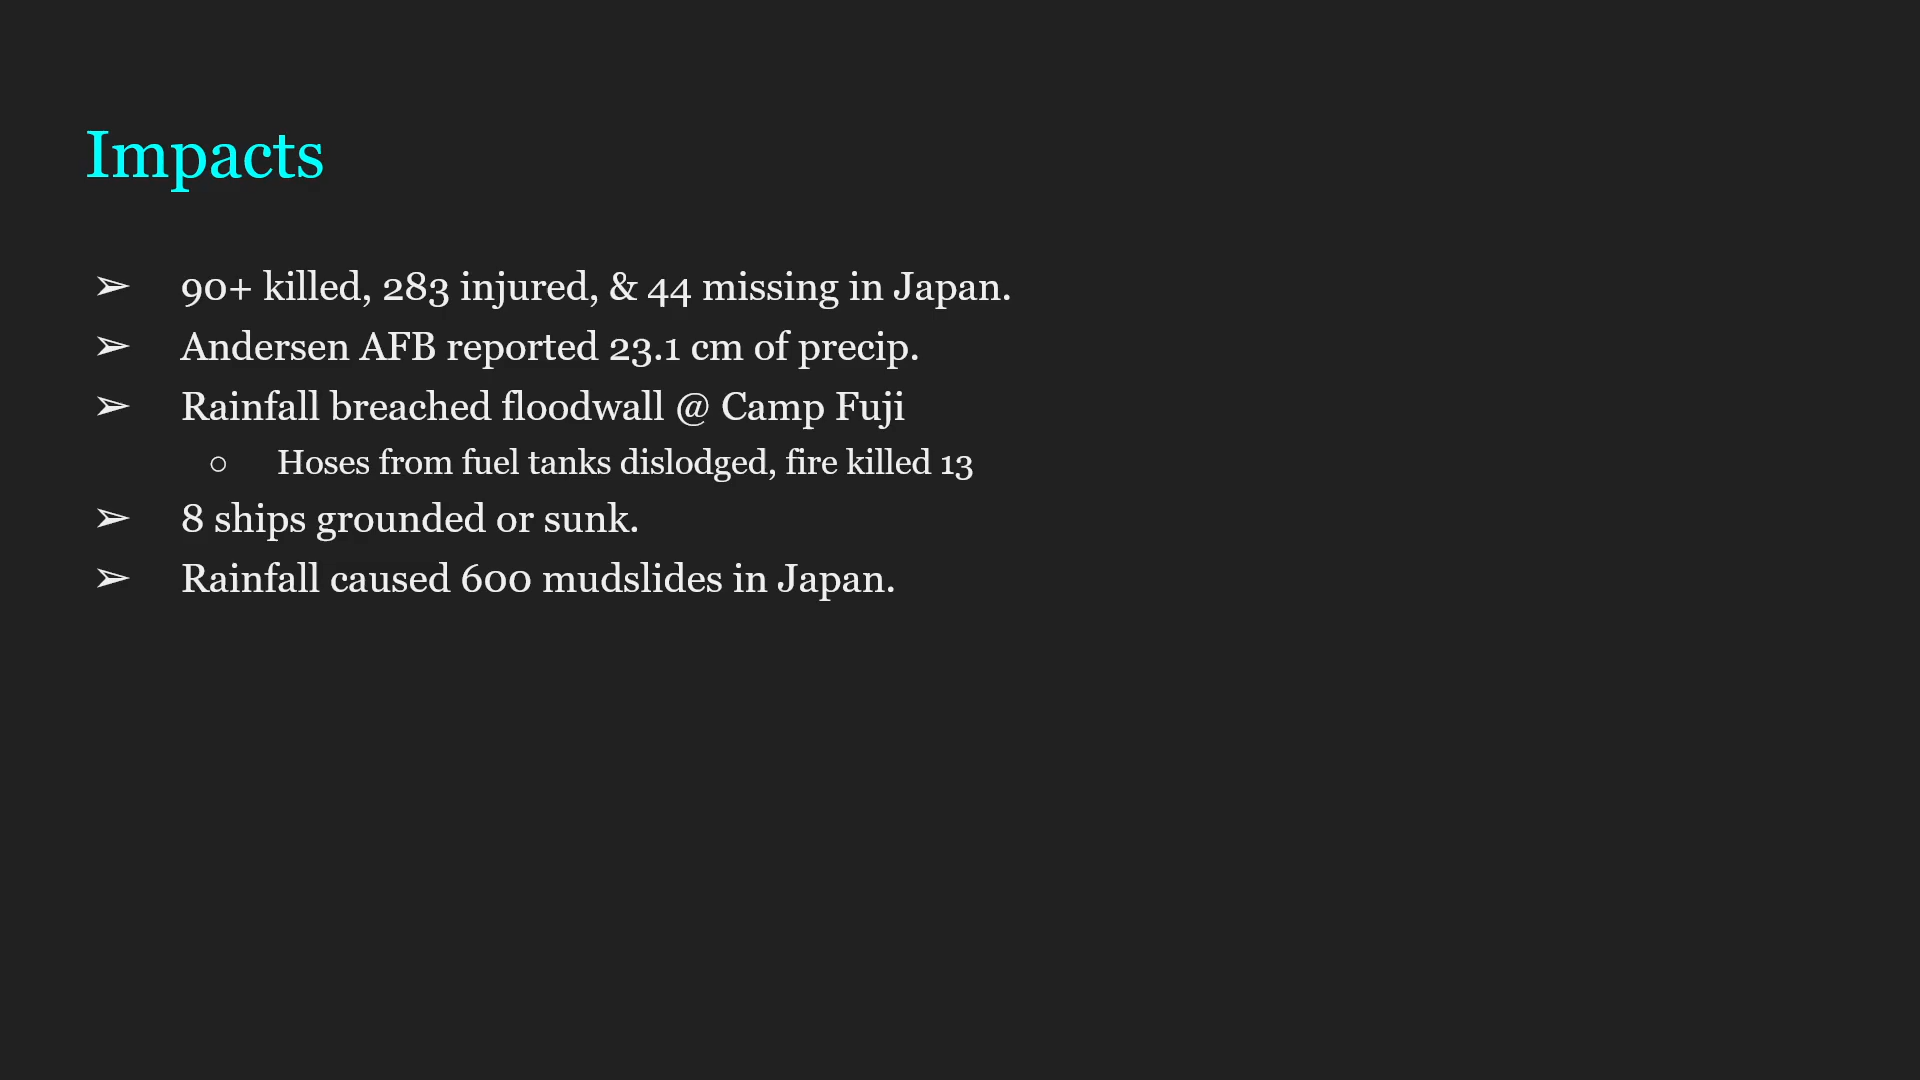 Impacts
➢ 90+ killed, 283 injured, & 44 missing in Japan.
➢ Andersen AFB reported 23.1 cm of precip.
➢ Rainfall breached floodwall @ Camp Fuji
○ Hoses from fuel tanks dislodged, fire killed 13
➢ 8 ships grounded or sunk.
➢ Rainfall caused 600 mudslides in Japan.